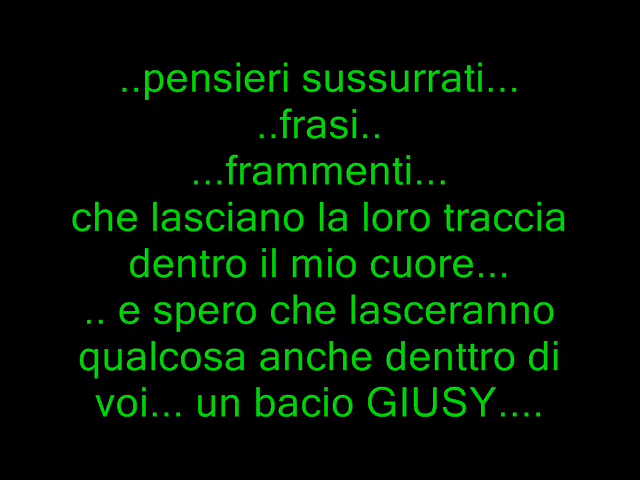 ..pensieri sussurrati...
..frasi..
...frammenti...
che lasciano la loro traccia
dentro il mio cuore...
.. e spero che lasceranno
qualcosa anche denttro di
voi... un bacio GIUSY....